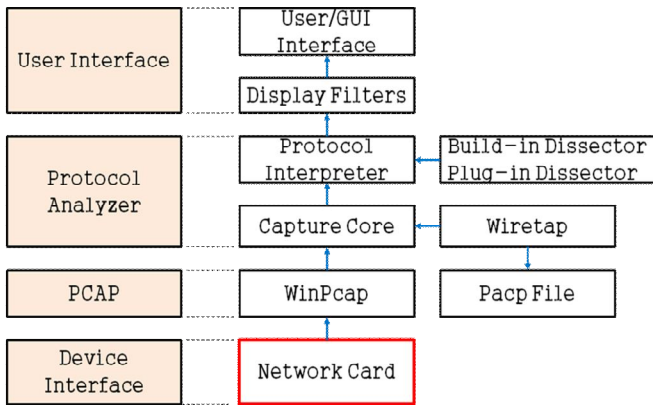 User Interface
User/GUI
Interface
Display Filters
Protocol
Analyzer
Protocol
Interpreter
Build-in Dissector
Plug-in Dissector
Capture Core
Wiretap
PCAP
WinPcap
Pacp File
Device
Interface
Network Card